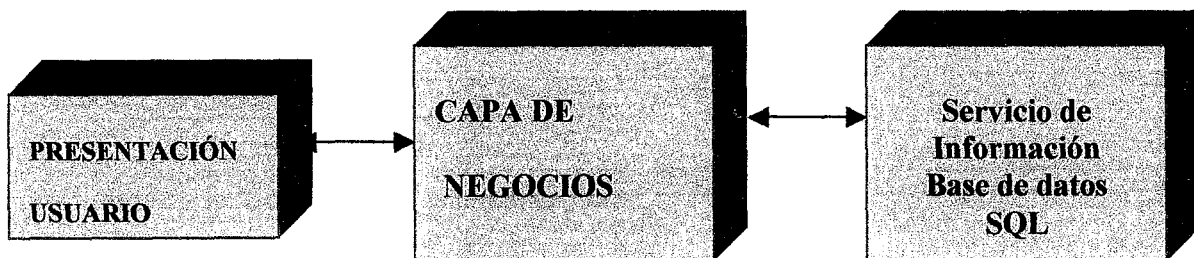 PRESENTACIÓN
USUARIO
CAPA DE
NEGOCIOS
Servicio de
Información
Base de datos
SQL